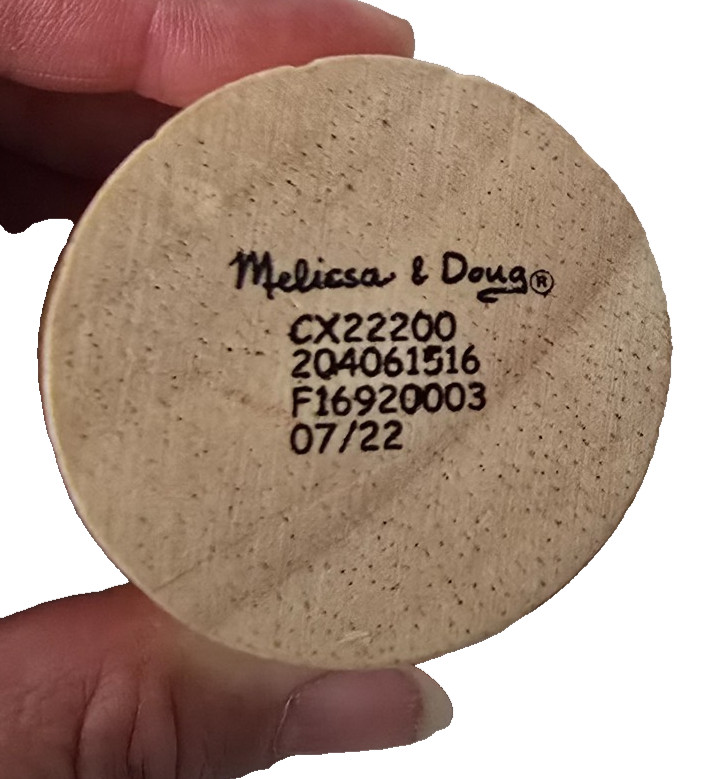 Melissa & Doug®
CX22200
204061516
F16920003
07/22